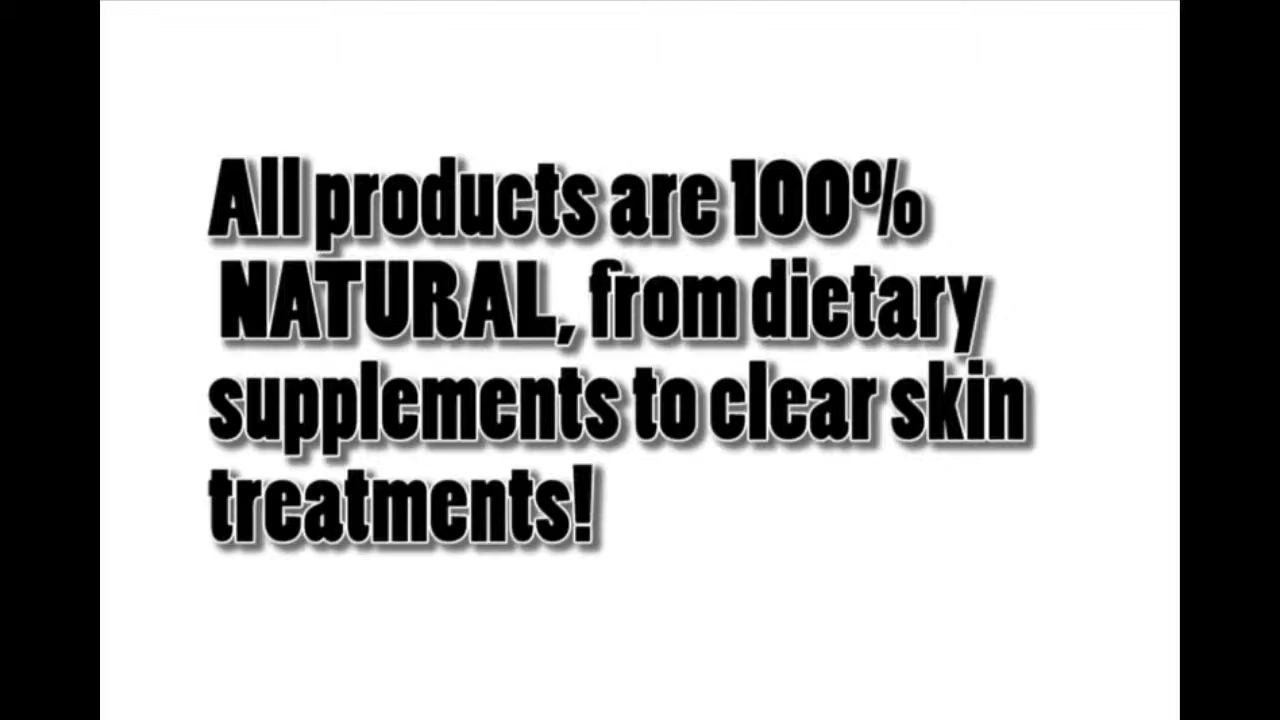 All products are 100%
NATURAL, from dietary
supplements to clear skin
treatments!